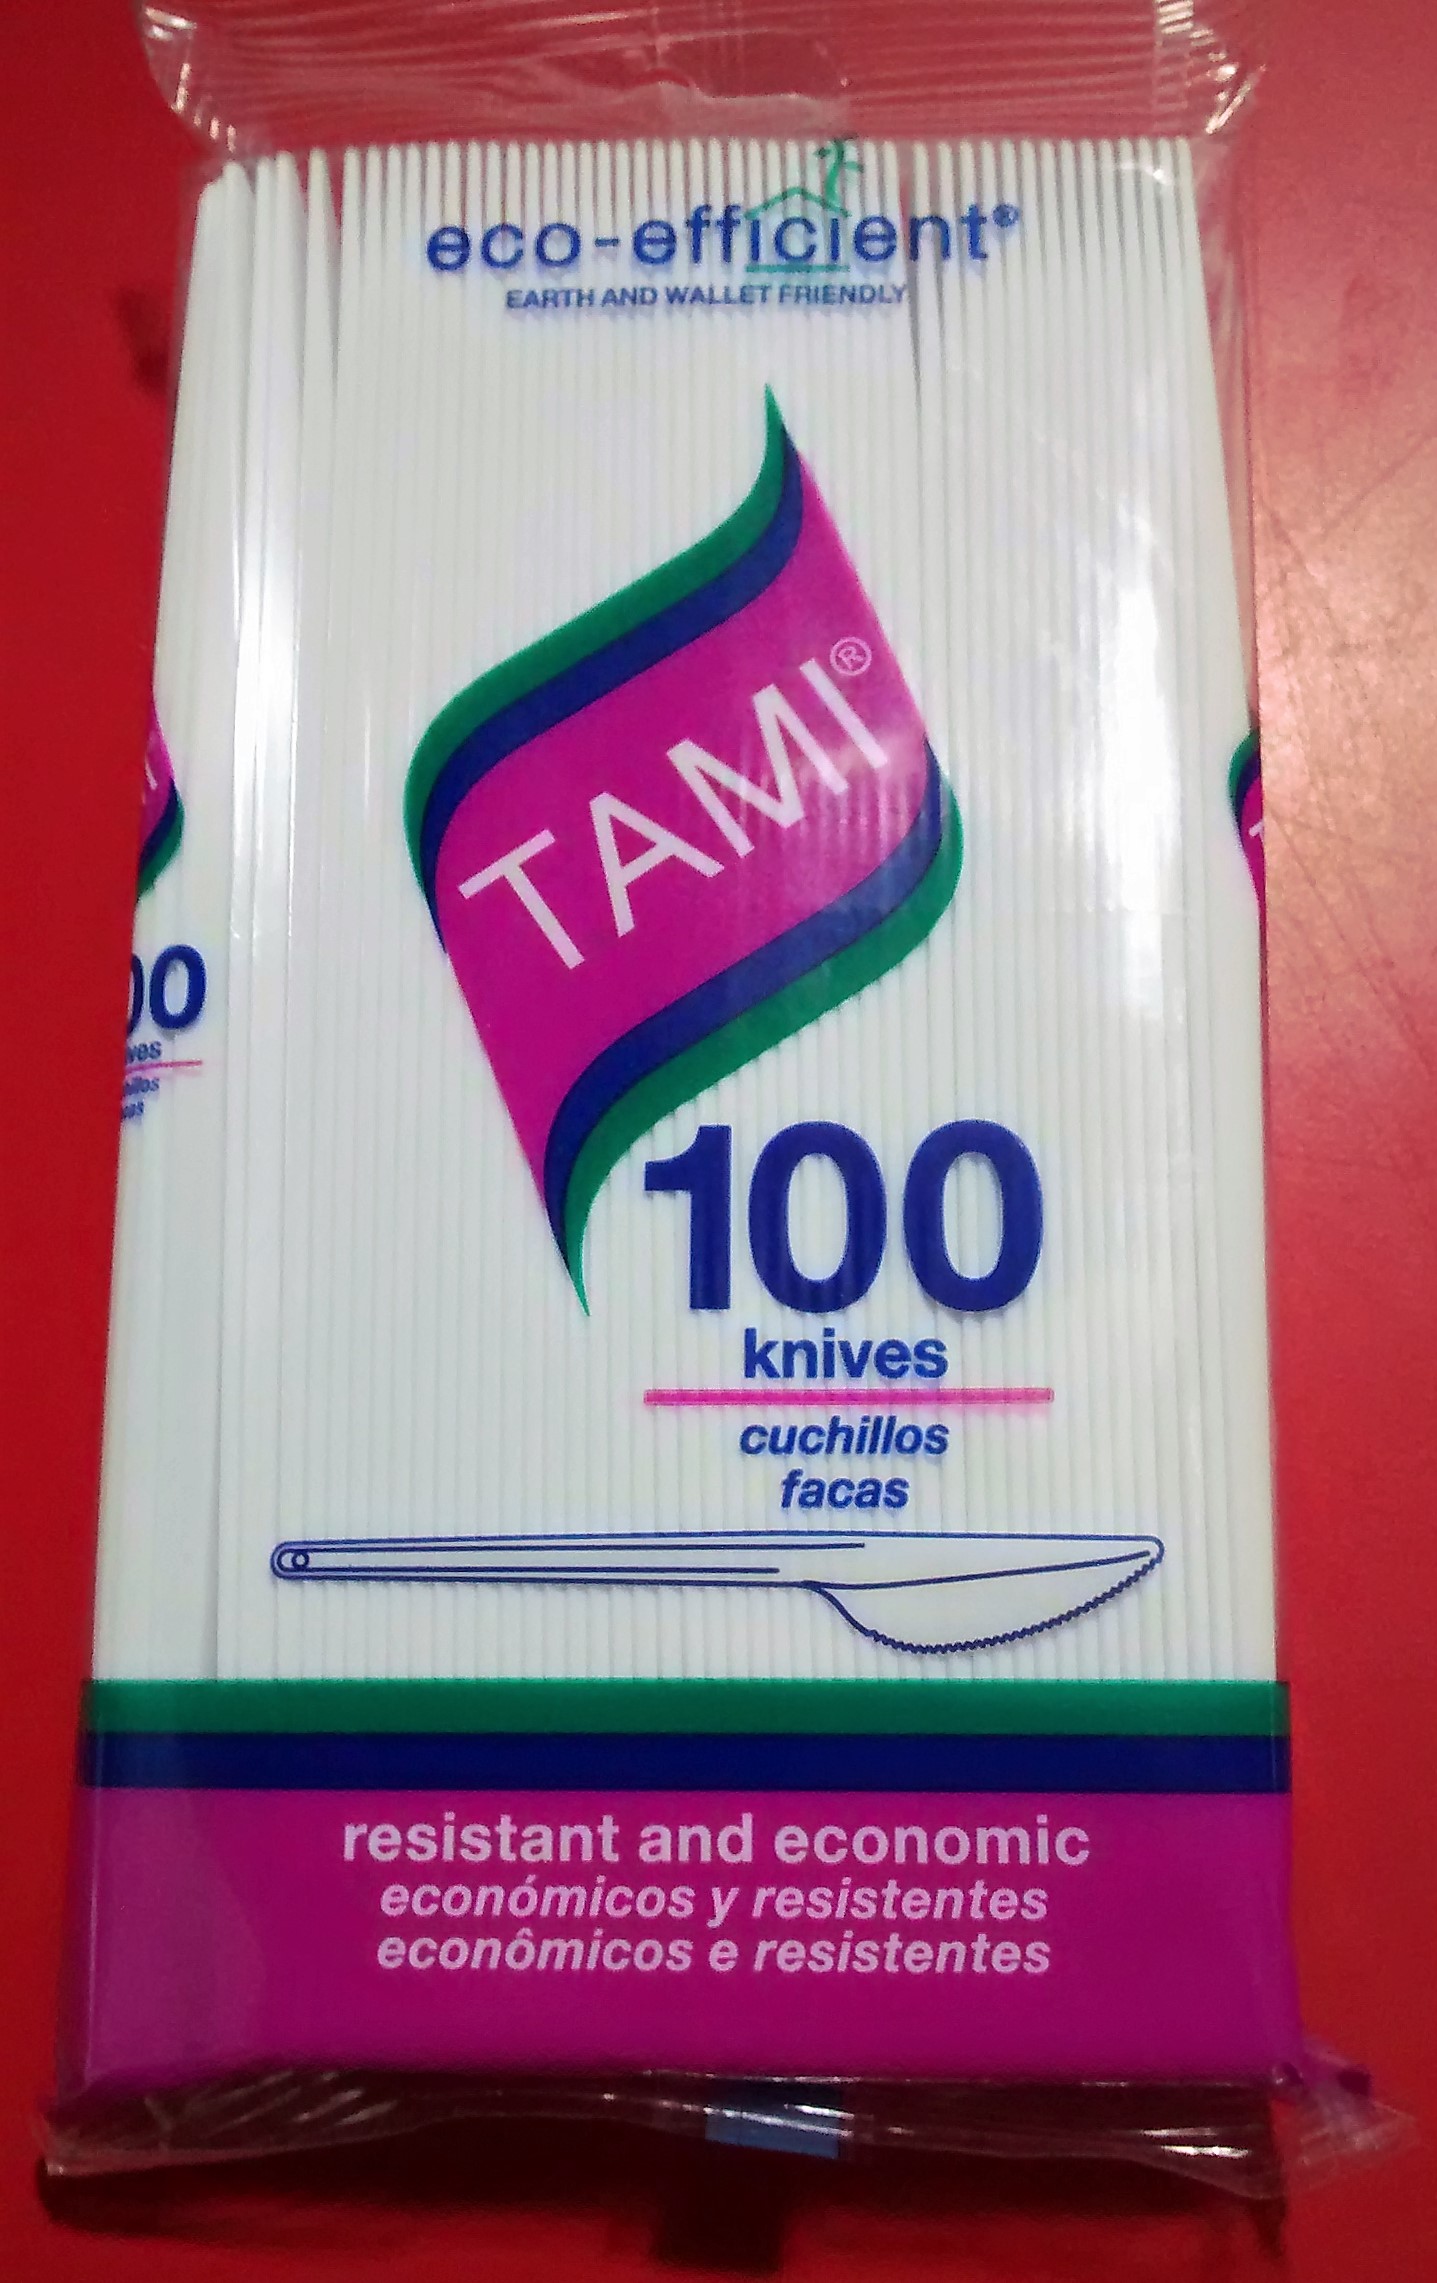 eco-efficient®
EARTH AND WALLET FRIENDLY
TAMI®
100
knives
cuchillos
facas
resistant and economic
económicos y resistentes
econômicos e resistentes